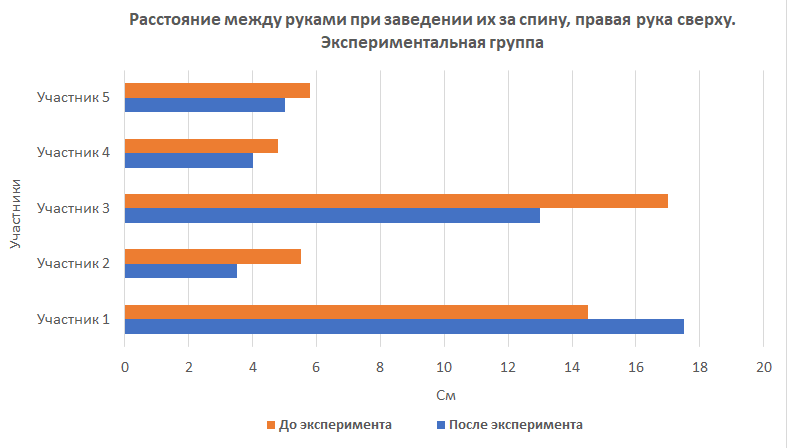 Расстояние между руками при заведении их за спину, правая рука сверху.
Экспериментальная группа
Участники
Участник 5
Участник 4
Участник 3
Участник 2
Участник 1
0 2 4 6 8 10 12 14 16 18 20
См
До эксперимента После эксперимента